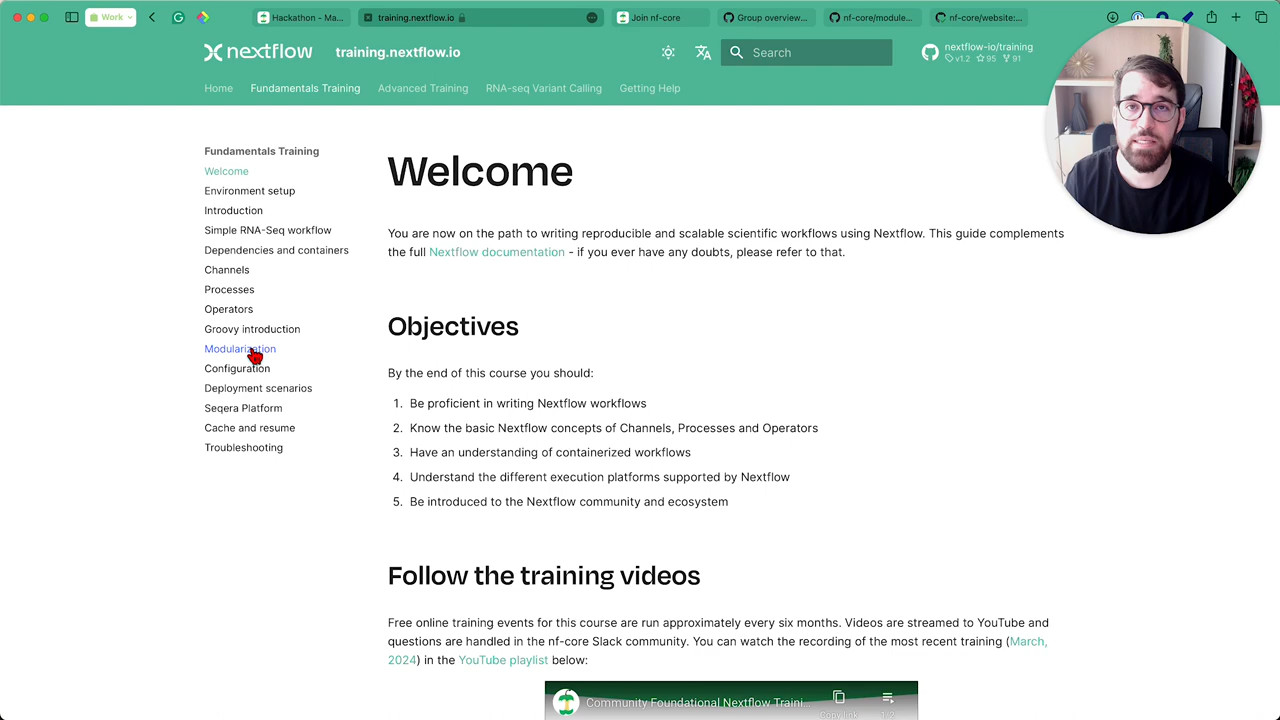 Work
Hackathon - Ma...
training.nextflow.io
Join nf-core
Group overview...
nf-core/module...
nf-core/website:...
nextflow
training.nextflow.io
Search
nextflow-io/training
v1.2 95 91
Home
Fundamentals Training
Advanced Training
RNA-seq Variant Calling
Getting Help
Fundamentals Training
Welcome
Environment setup
Introduction
Simple RNA-Seq workflow
Dependencies and containers
Channels
Processes
Operators
Groovy introduction
Modularization
Configuration
Deployment scenarios
Seqera Platform
Cache and resume
Troubleshooting
Welcome
You are now on the path to writing reproducible and scalable scientific workflows using Nextflow. This guide complements
the full Nextflow documentation - if you ever have any doubts, please refer to that.
Objectives
By the end of this course you should:
1. Be proficient in writing Nextflow workflows
2. Know the basic Nextflow concepts of Channels, Processes and Operators
3. Have an understanding of containerized workflows
4. Understand the different execution platforms supported by Nextflow
5. Be introduced to the Nextflow community and ecosystem
Follow the training videos
Free online training events for this course are run approximately every six months. Videos are streamed to YouTube and
questions are handled in the nf-core Slack community. You can watch the recording of the most recent training (March,
2024) in the YouTube playlist below:
Community Foundational Nextflow Traini...
Copy link
1/2